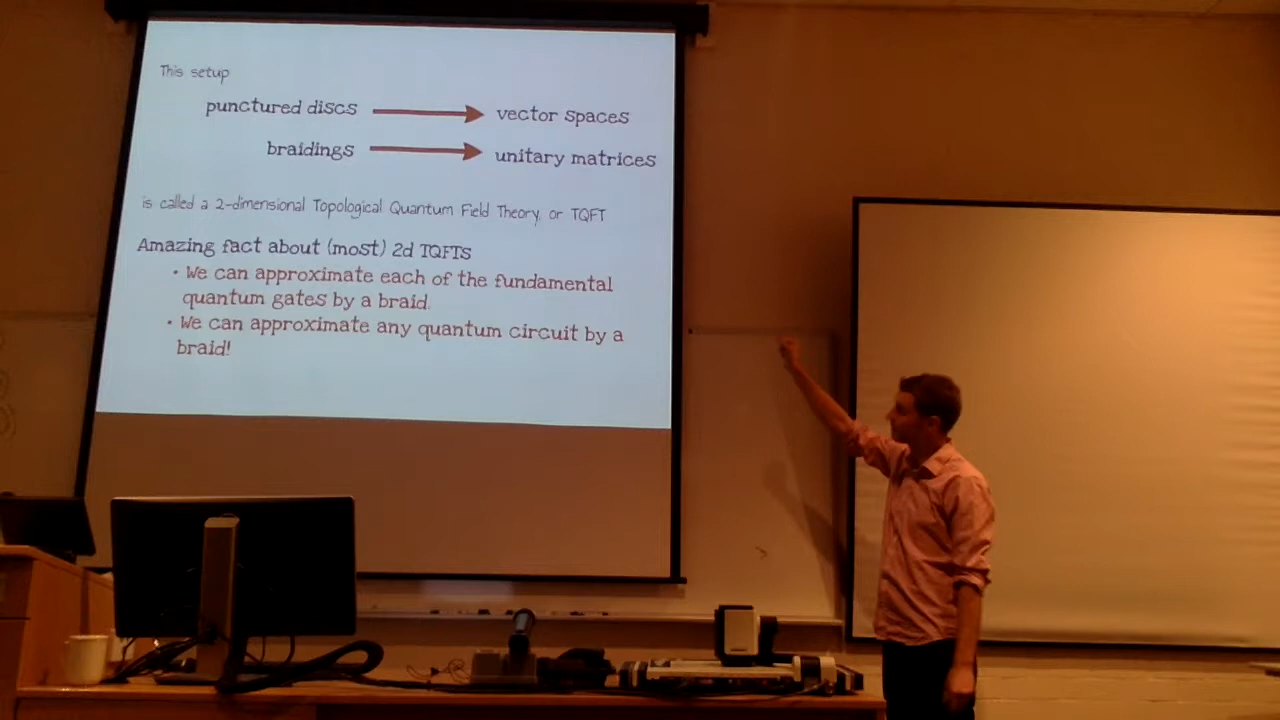 This setup
punctured discs → vector spaces
braidings → unitary matrices
is called a 2-dimensional Topological Quantum Field Theory, or TQFT
Amazing fact about (most) 2d TQFTS
• We can approximate each of the fundamental
quantum gates by a braid.
• We can approximate any quantum circuit by a
braid!